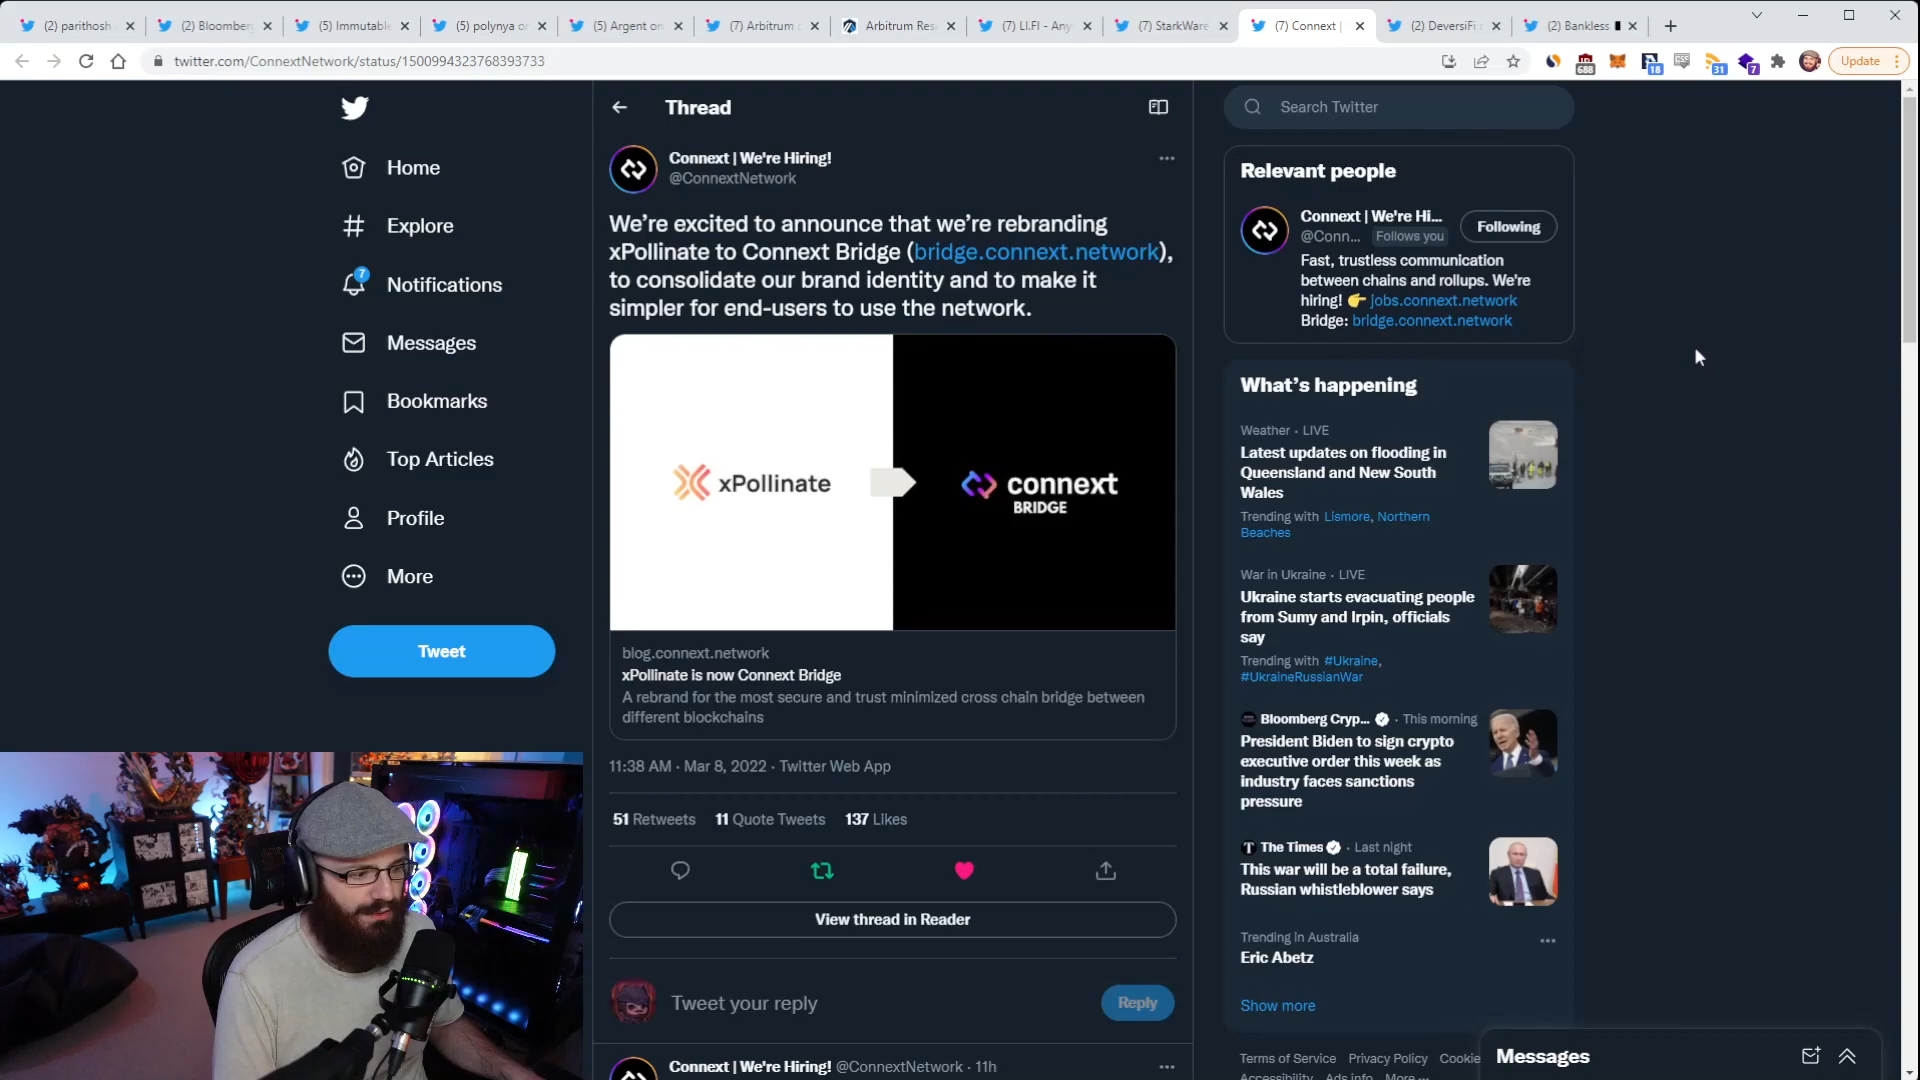 (2) parithosh
(2) Bloomberg
(5) Immutable
(5) polynya on
(5) Argent on
(7) Arbitrum o
Arbitrum Res
(7) LI.FI - Any
(7) StarkWare
(7) Connext |
(2) DeversiFi
(2) Bankless
twitter.com/ConnextNetwork/status/1500994323768393733
688
18
CSS
31
7
Update
Home
Explore
7
Notifications
Messages
Bookmarks
Top Articles
Profile
More
Tweet
Thread
Connext | We're Hiring!
@ConnextNetwork
We're excited to announce that we're rebranding
xPollinate to Connext Bridge (bridge.connext.network),
to consolidate our brand identity and to make it
simpler for end-users to use the network.
xPollinate
connext
BRIDGE
blog.connext.network
xPollinate is now Connext Bridge
A rebrand for the most secure and trust minimized cross chain bridge between
different blockchains
11:38 AM · Mar 8, 2022 · Twitter Web App
51 Retweets 11 Quote Tweets 137 Likes
View thread in Reader
Tweet your reply
Reply
Connext | We're Hiring! @ConnextNetwork · 11h
Search Twitter
Relevant people
Connext | We're Hi...
@Conn... Follows you
Following
Fast, trustless communication
between chains and rollups. We're
hiring! 👉 jobs.connext.network
Bridge: bridge.connext.network
What's happening
Weather · LIVE
Latest updates on flooding in
Queensland and New South
Wales
Trending with Lismore, Northern
Beaches
War in Ukraine · LIVE
Ukraine starts evacuating people
from Sumy and Irpin, officials
say
Trending with #Ukraine,
#UkraineRussianWar
Bloomberg Cryp... · This morning
President Biden to sign crypto
executive order this week as
industry faces sanctions
pressure
The Times · Last night
This war will be a total failure,
Russian whistleblower says
Trending in Australia
Eric Abetz
Show more
Terms of Service Privacy Policy Cookie
Accessibility Ads info More ...
Messages